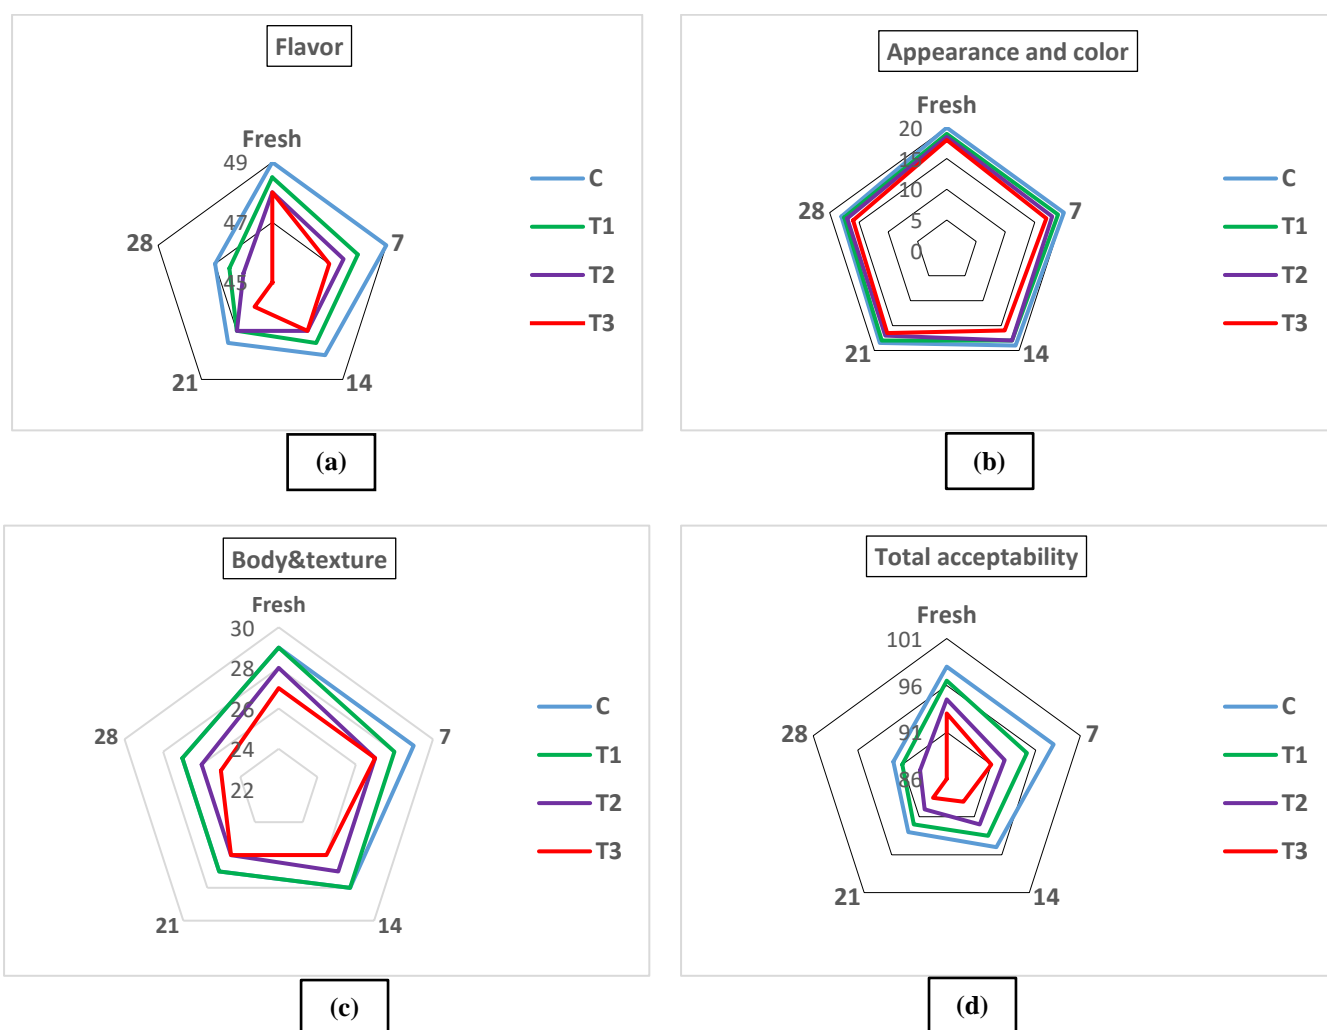 Flavor
Fresh
49
47
45
28
7
21
14
C
T1
T2
T3
(a)
Appearance and color
Fresh
20
15
10
5
0
28
7
21
14
C
T1
T2
T3
(b)
Body&texture
Fresh
30
28
26
24
22
28
7
21
14
C
T1
T2
T3
(c)
Total acceptability
Fresh
101
96
91
86
28
7
21
14
C
T1
T2
T3
(d)